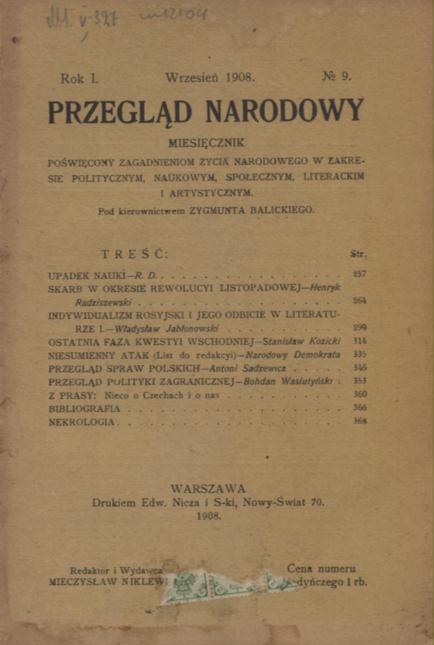 Rok I. Wrzesień 1908. № 9.
PRZEGLĄD NARODOWY
MIESIĘCZNIK
POŚWIĘCONY ZAGADNIENIOM ŻYCIA NARODOWEGO W ZAKRE-
SIE POLITYCZNYM, NAUKOWYM, SPOŁECZNYM, LITERACKIM
I ARTYSTYCZNYM.
Pod kierownictwem ZYGMUNTA BALICKIEGO.
TREŚĆ: Str.
UPADEK NAUKI—R. D. . . . . . . . . . . . . . . 257
SKARB W OKRESIE REWOLUCYI LISTOPADOWEJ—Henryk
Radziszewski . . . . . . . . . . . . . . . 264
INDYWIDUALIZM ROSYJSKI I JEGO ODBICIE W LITERATU-
RZE I.—Władysław Jabłonowski . . . . . . . . 299
OSTATNIA FAZA KWESTYI WSCHODNIEJ—Stanisław Kozicki 314
NIESUMIENNY ATAK (List do redakcyi)—Narodowy Demokrata 335
PRZEGLĄD SPRAW POLSKICH—Antoni Sadzewicz . . . . . 346
PRZEGLĄD POLITYKI ZAGRANICZNEJ—Bohdan Wasiutyński . 353
Z PRASY: Nieco o Czechach i o nas . . . . . . . . . 360
BIBLIOGRAFIA . . . . . . . . . . . . . . . 366
NEKROLOGIA . . . . . . . . . . . . . . . 368
WARSZAWA
Drukiem Edw. Nicza i S-ki, Nowy-Świat 70.
1908.
Redaktor i Wydawca Cena numeru
MIECZYSŁAW NIKLEW dyńczego 1 rb.